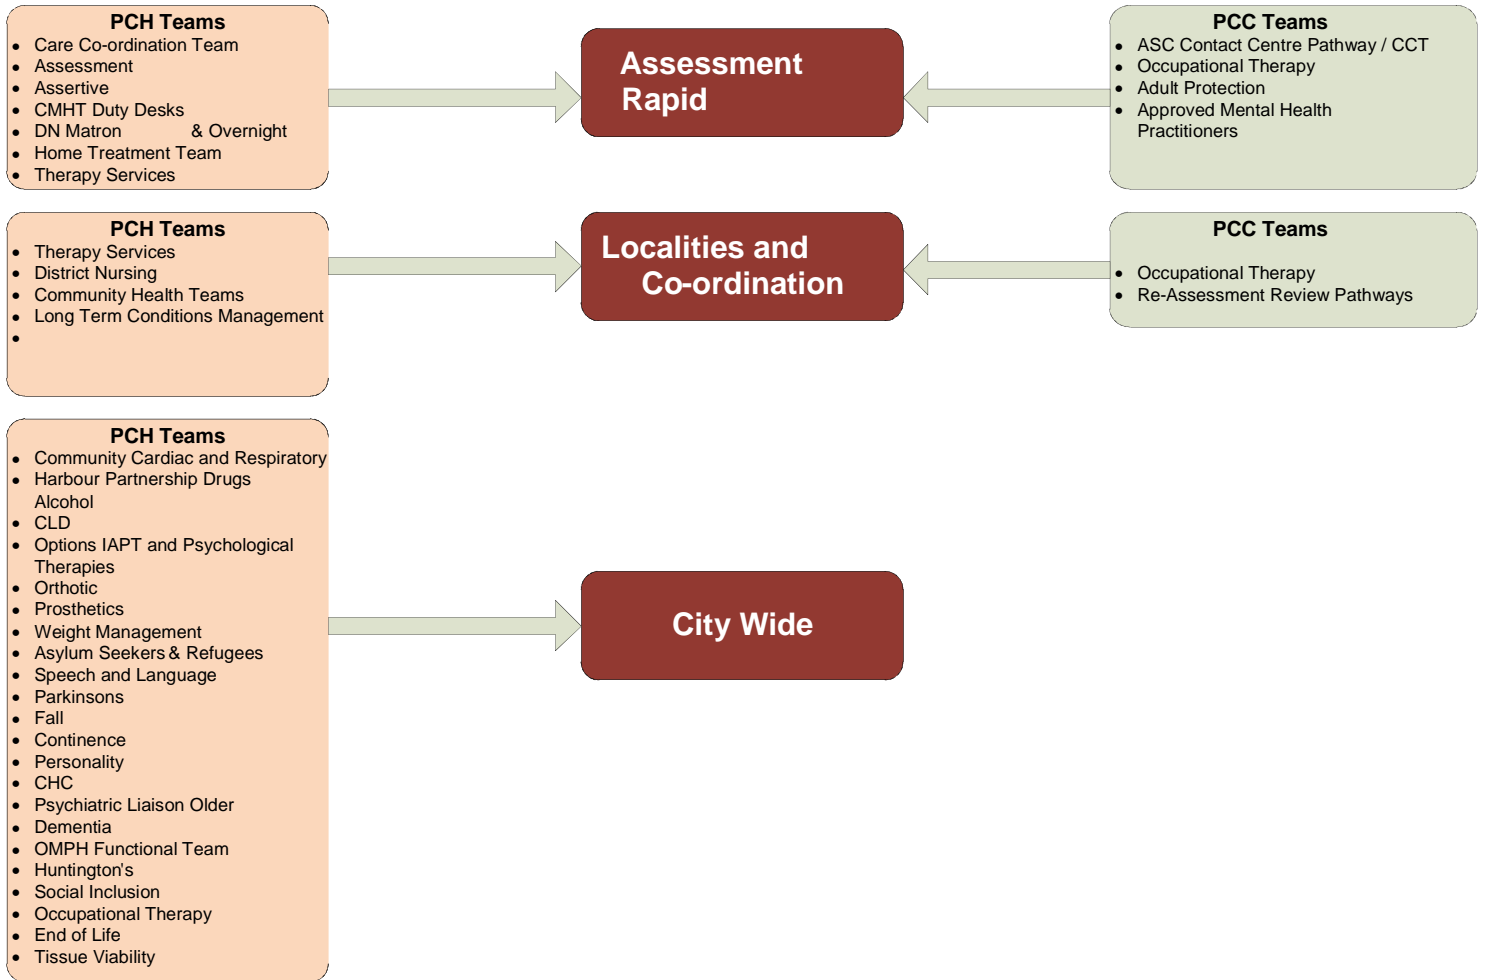 PCH Teams
• Care Co-ordination Team
• Assessment
• Assertive
• CMHT Duty Desks
• DN Matron & Overnight
• Home Treatment Team
• Therapy Services
Assessment
Rapid
PCC Teams
• ASC Contact Centre Pathway / CCT
• Occupational Therapy
• Adult Protection
• Approved Mental Health
Practitioners
PCH Teams
• Therapy Services
• District Nursing
• Community Health Teams
• Long Term Conditions Management
•
Localities and
Co-ordination
PCC Teams
• Occupational Therapy
• Re-Assessment Review Pathways
PCH Teams
• Community Cardiac and Respiratory
• Harbour Partnership Drugs
Alcohol
• CLD
• Options IAPT and Psychological
Therapies
• Orthotic
• Prosthetics
• Weight Management
• Asylum Seekers & Refugees
• Speech and Language
• Parkinsons
• Fall
• Continence
• Personality
• CHC
• Psychiatric Liaison Older
• Dementia
• OMPH Functional Team
• Huntington's
• Social Inclusion
• Occupational Therapy
• End of Life
• Tissue Viability
City Wide